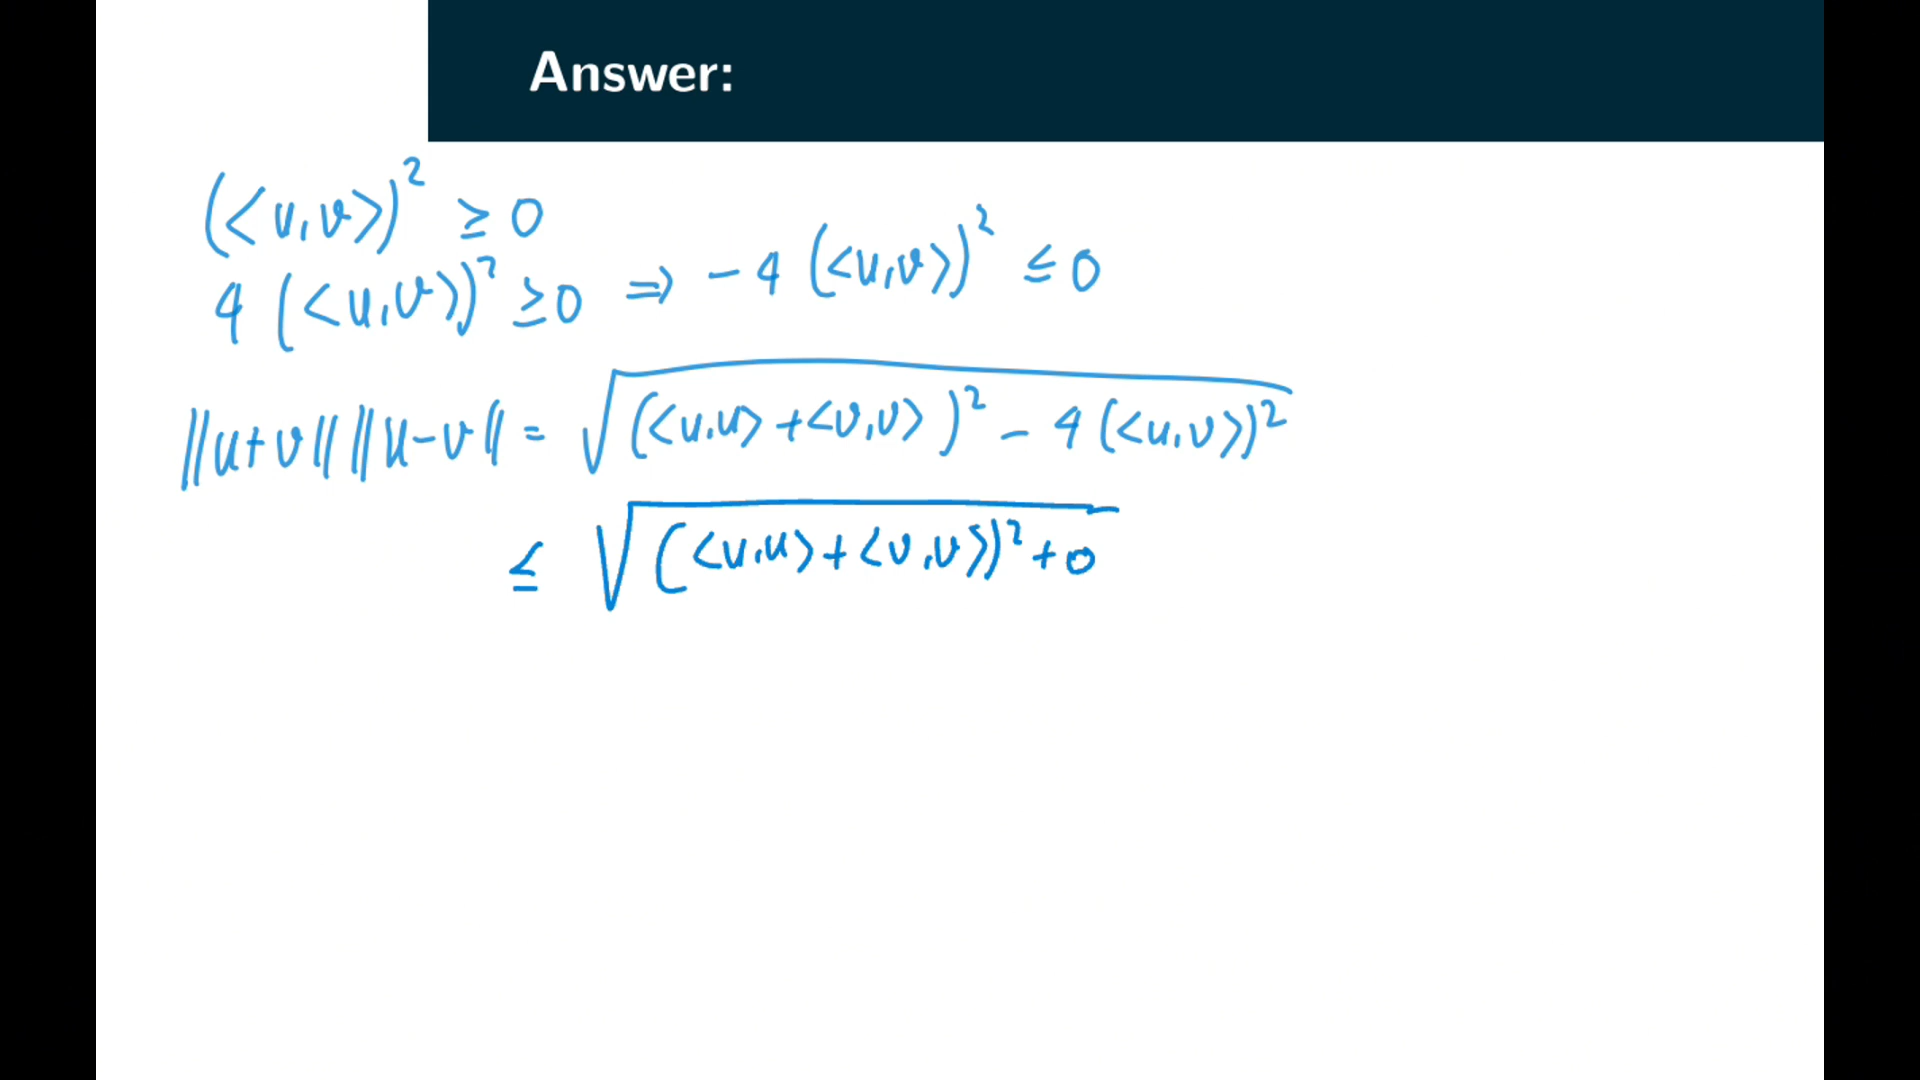 Answer:
(<u,v>)² ≥ 0
4 (<u,v>)² ≥ 0 ⇒ -4 (<u,v>)² ≤ 0
||u+v|| ||u-v|| = √((<u,u> + <v,v>)² - 4 (<u,v>)²)
≤ √((<u,u> + <v,v>)² + 0)